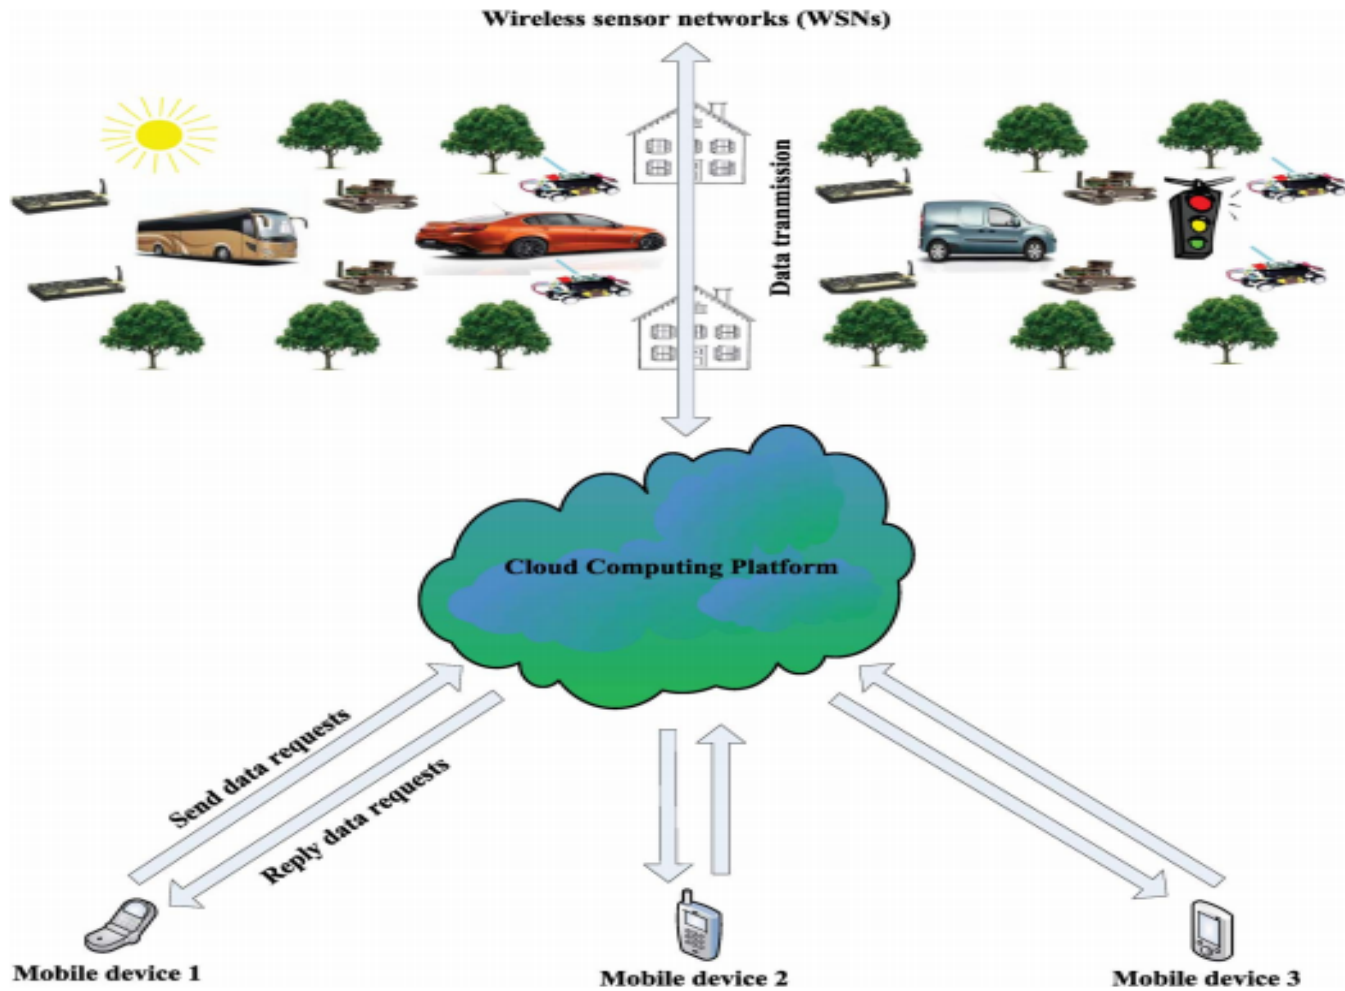 Wireless sensor networks (WSNs)
Data tranmission
Cloud Computing Platform
Send data requests
Reply data requests
Mobile device 1
Mobile device 2
Mobile device 3